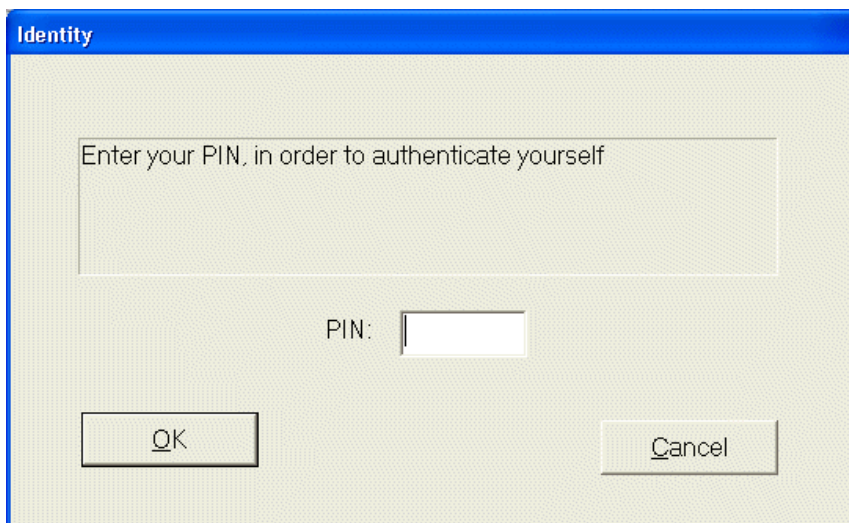 Identity
Enter your PIN, in order to authenticate yourself
PIN:
OK
Cancel